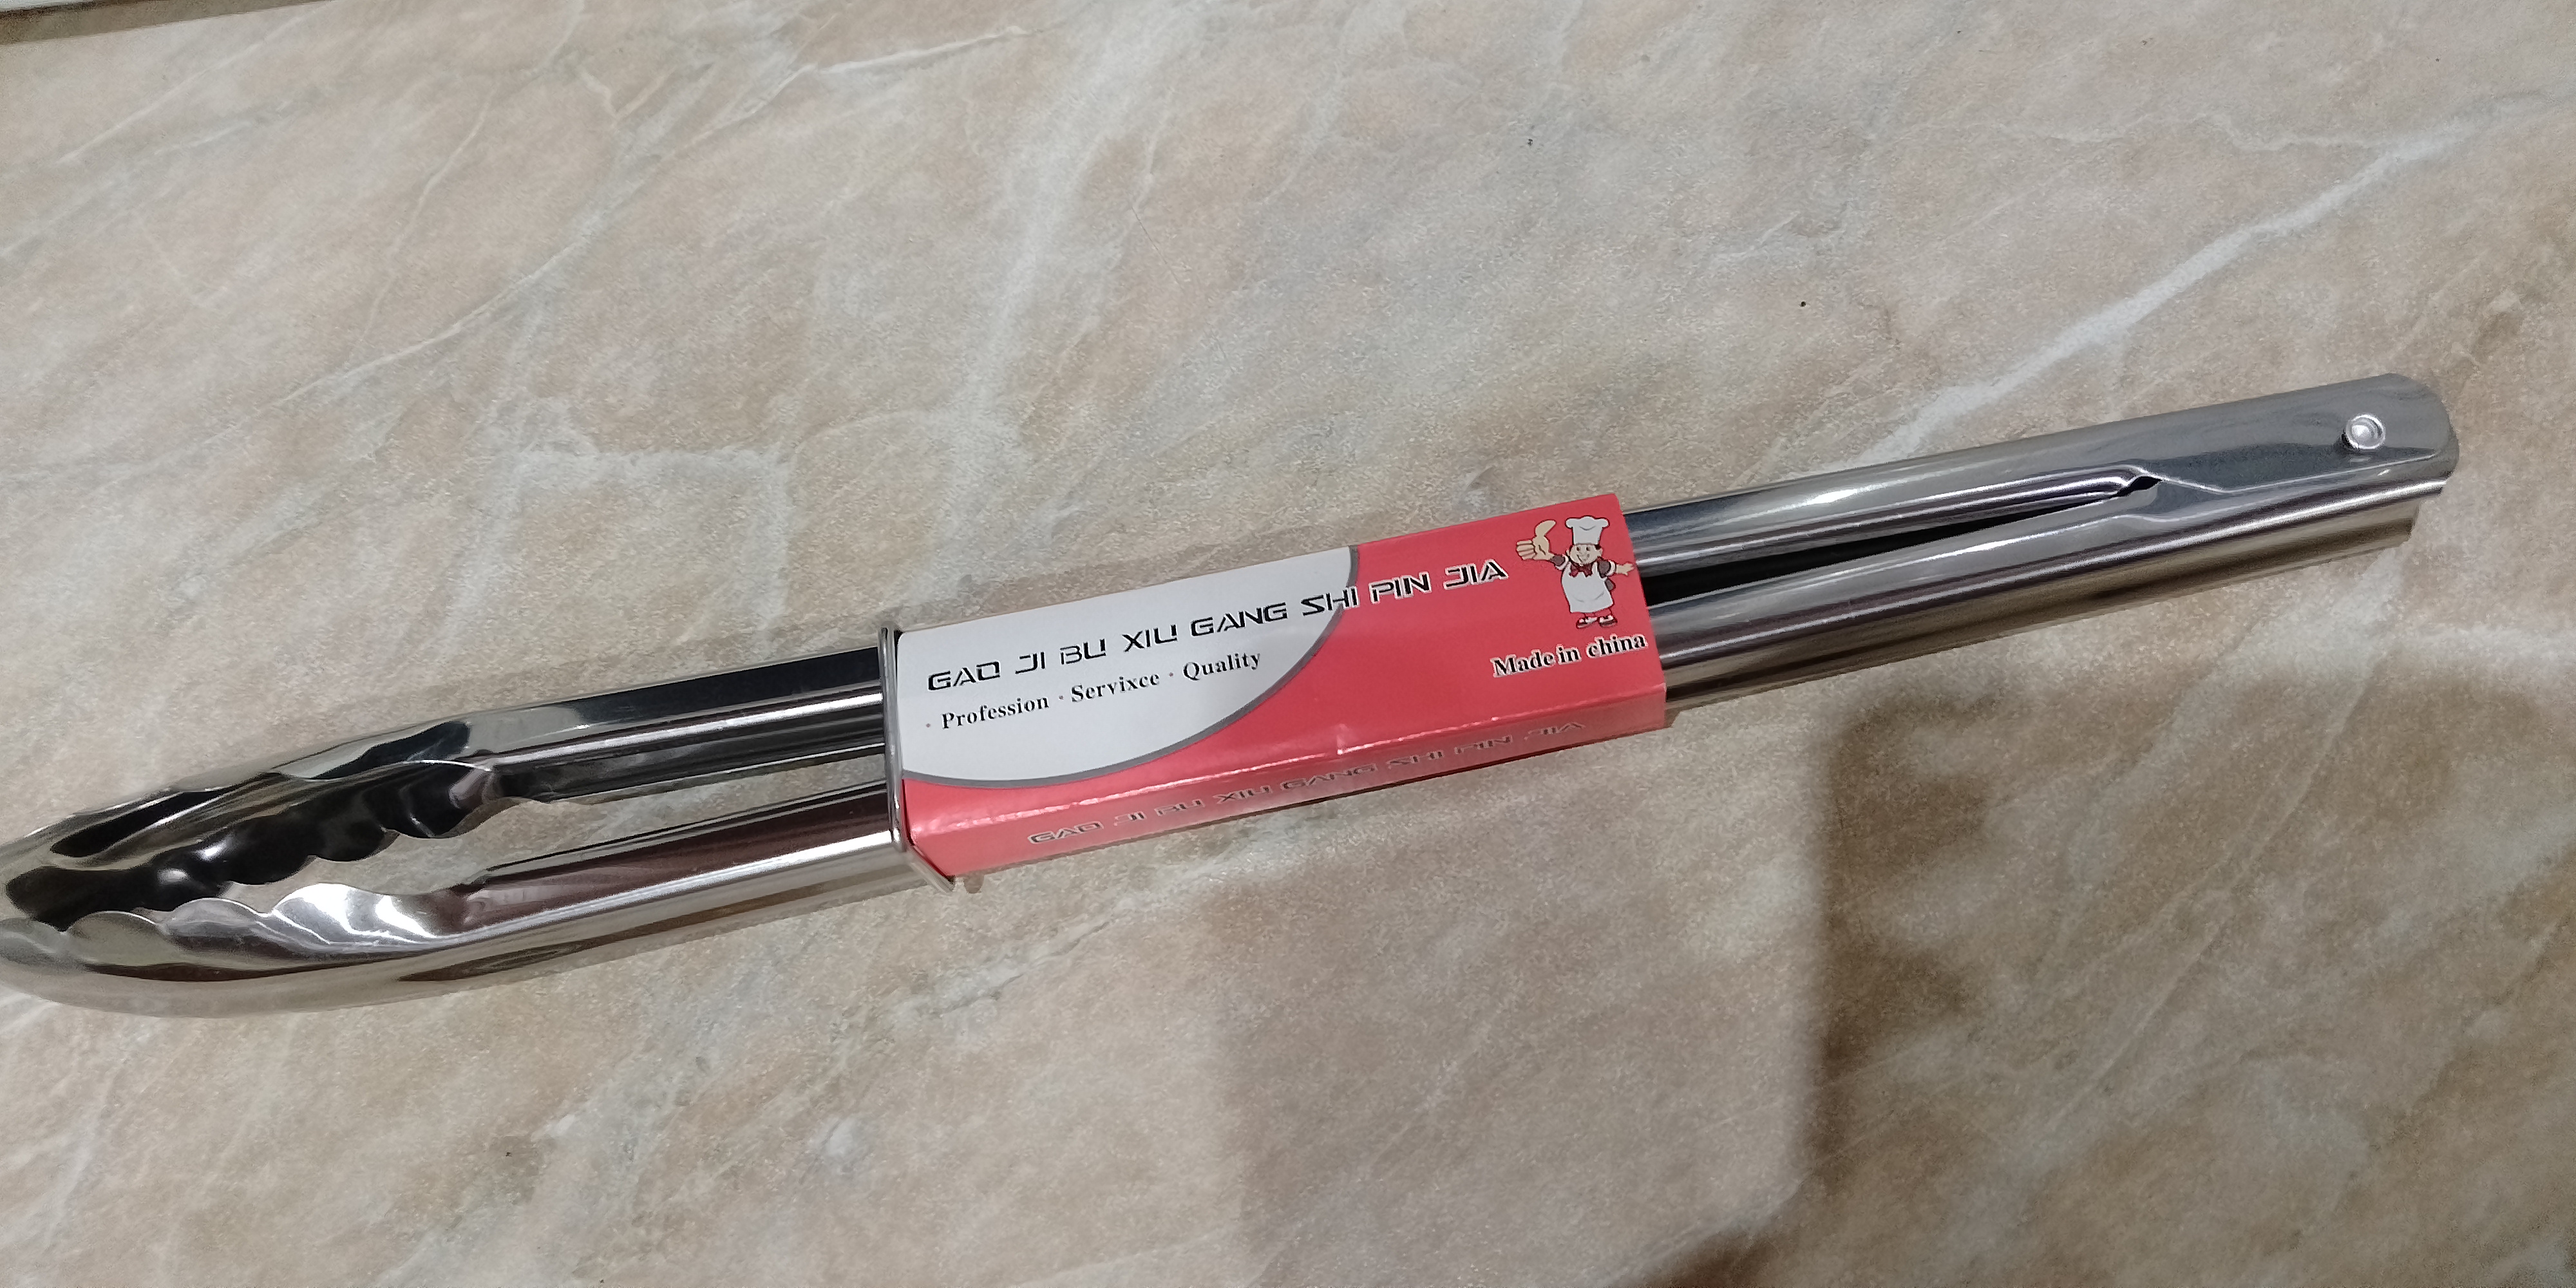 GAO JI BU XIU GANG SHI PIN JIA
· Profession · Servixce · Quality
Made in china
GAO JI BU XIU GANG SHI PIN JIA